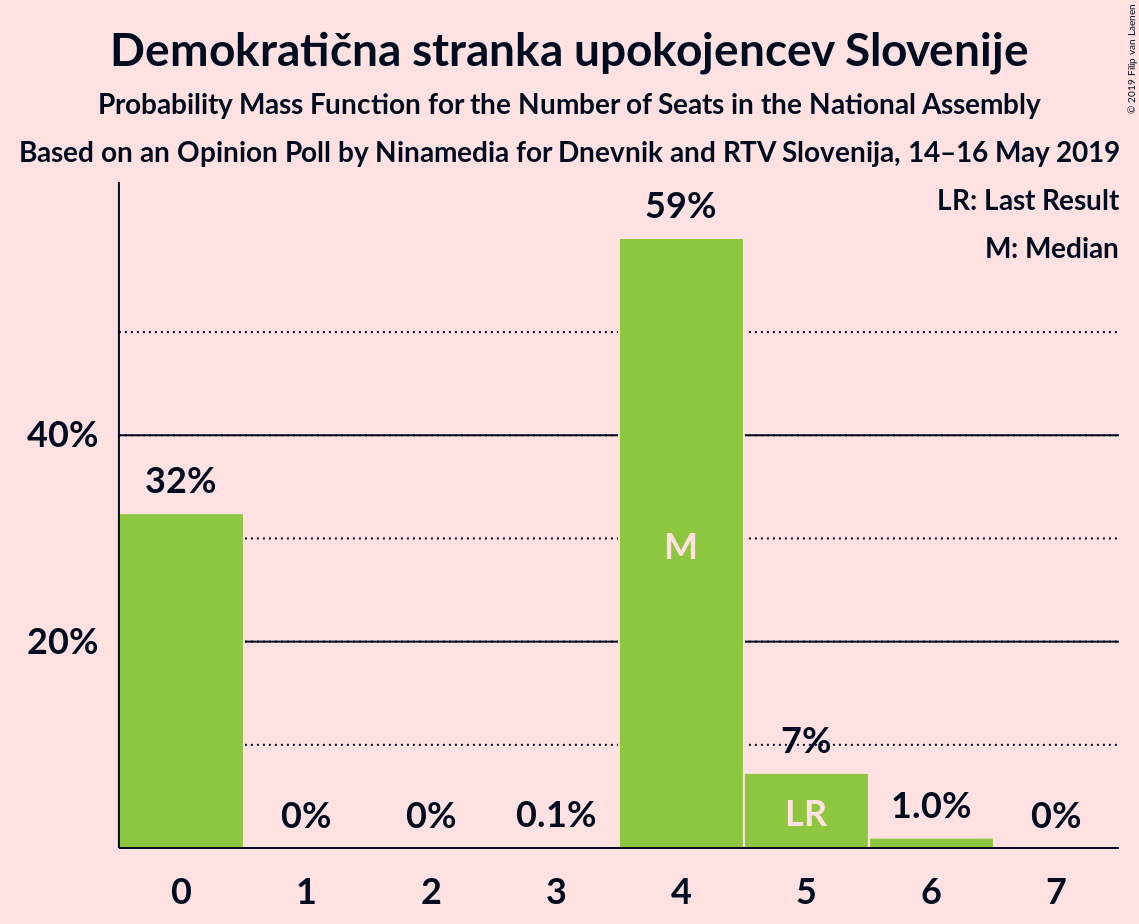 Demokratična stranka upokojencev Slovenije
Probability Mass Function for the Number of Seats in the National Assembly
Based on an Opinion Poll by Ninamedia for Dnevnik and RTV Slovenija, 14–16 May 2019
© 2019 Filip van Laenen
LR: Last Result
M: Median
59%
40%
32%
M
20%
7%
LR
1.0%
0%
0%
0.1%
0%
0 1 2 3 4 5 6 7